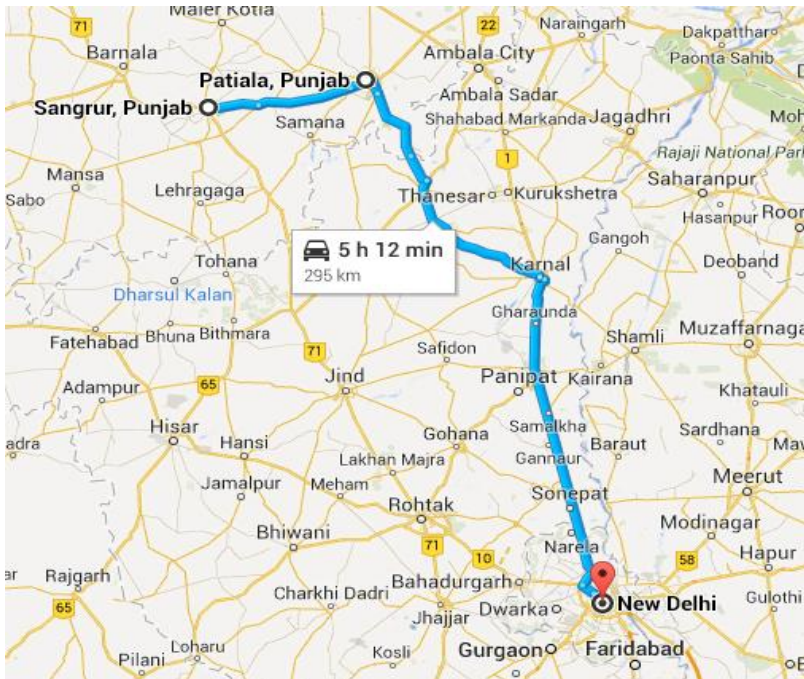 Maler Kotla
71
22
Naraingarh
Dakpatthar
Paonta Sahib
Barnala
Patiala, Punjab
Ambala City
Ambala Sadar
Sangrur, Punjab
Samana
Shahabad Markanda
Jagadhri
Moh
1
Rajaji National Park
Mansa
Sabo
Lehragaga
Thanesar
Kurukshetra
Saharanpur
Hasanpur
Roor
5 h 12 min
295 km
Gangoh
Tohana
Karnal
Deoband
Dharsul Kalan
Gharaunda
Fatehabad
Bhuna
Bithmara
71
Safidon
Shamli
Muzaffarnaga
Kairana
65
Jind
Panipat
Adampur
Khatauli
Hisar
Samalkha
Sardhana
Maw
adra
Hansi
Gohana
Gannaur
Baraut
Lakhan Majra
Jamalpur
Meham
Sonepat
Meerut
Rohtak
Modinagar
Bhiwani
71
Narela
10
58
Hapur
ar
Rajgarh
Bahadurgarh
65
Charkhi Dadri
Jhajjar
Dwarka
New Delhi
Gulothi
Loharu
Kosli
Gurgaon
Faridabad
Pilani